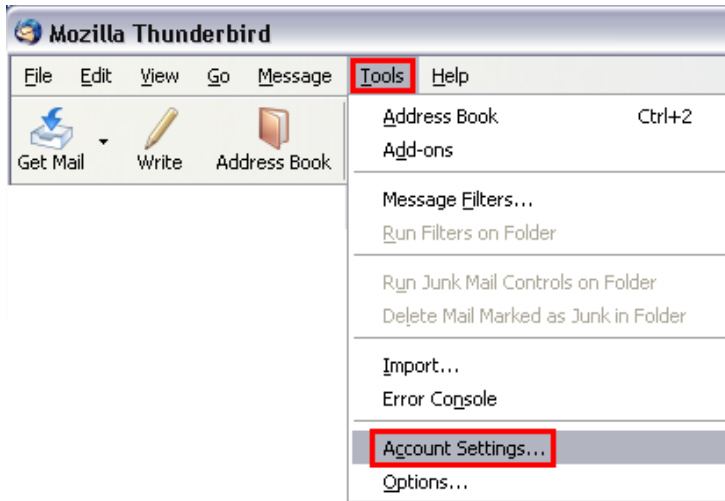 Mozilla Thunderbird
File Edit View Go Message Tools Help
Get Mail Write Address Book
Address Book Ctrl+2
Add-ons
Message Filters...
Run Filters on Folder
Run Junk Mail Controls on Folder
Delete Mail Marked as Junk in Folder
Import...
Error Console
Account Settings...
Options...